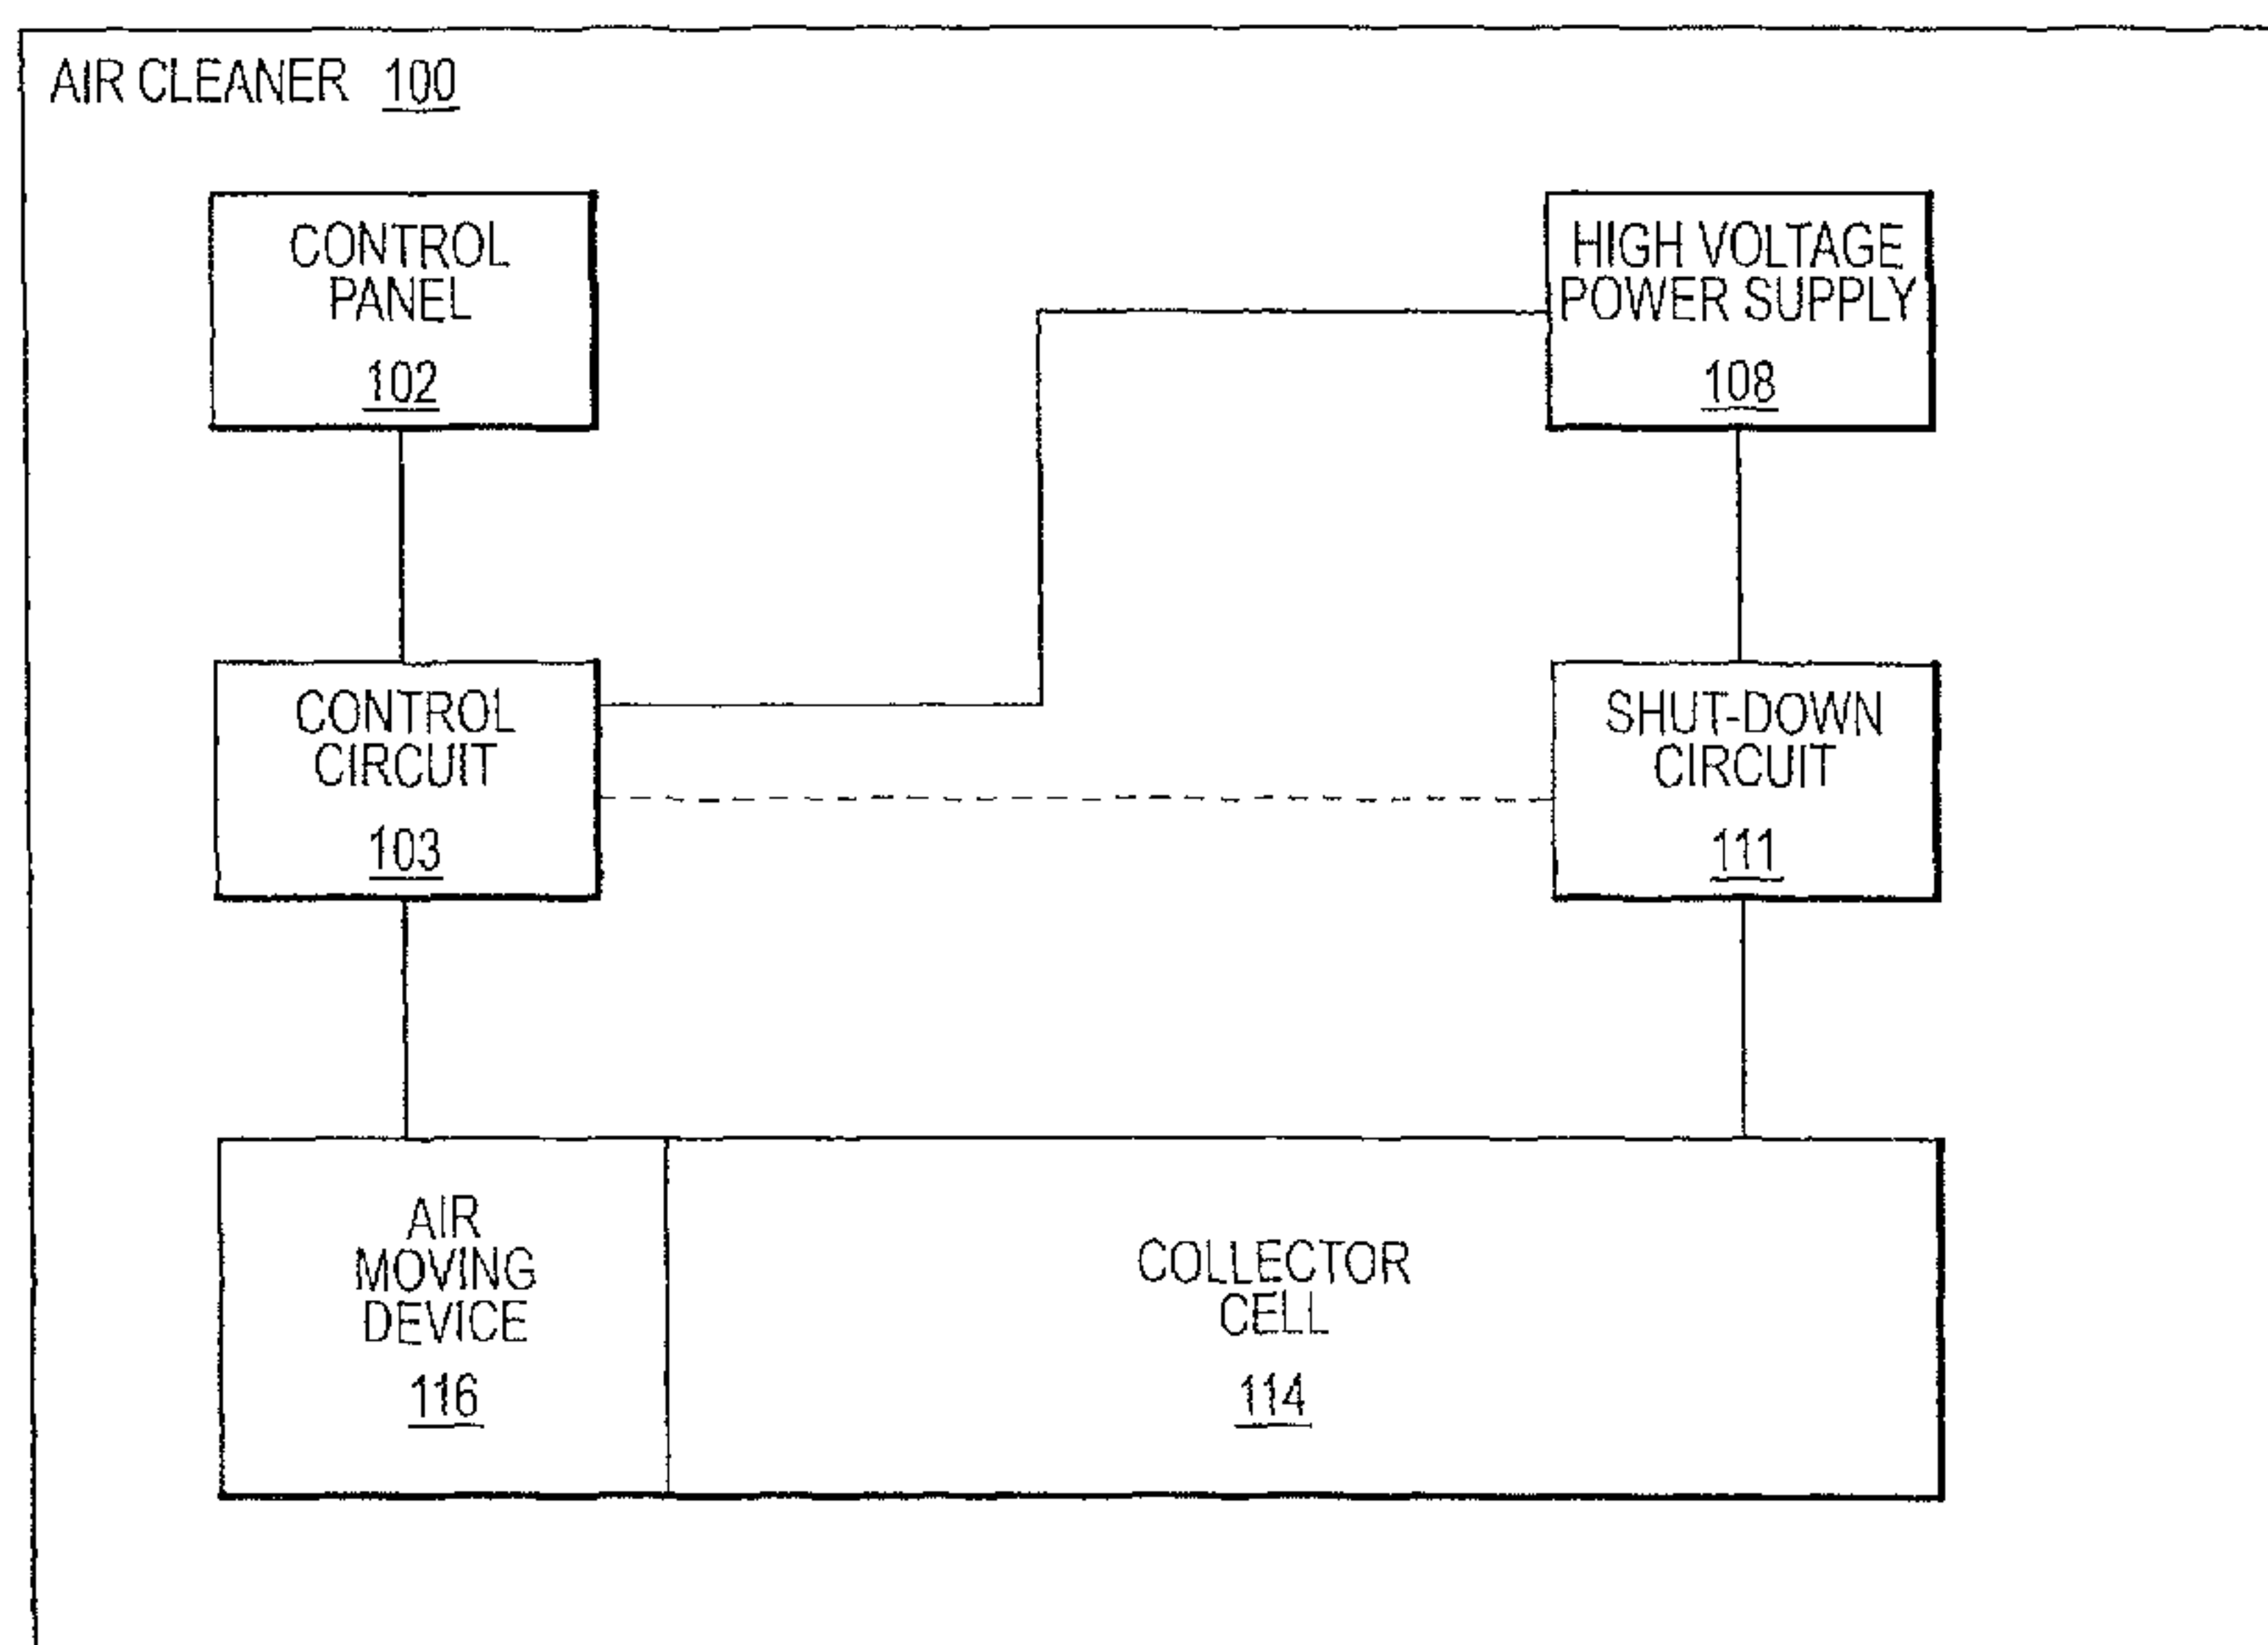 AIR CLEANER 100
CONTROL
PANEL
102
HIGH VOLTAGE
POWER SUPPLY
108
CONTROL
CIRCUIT
103
SHUT-DOWN
CIRCUIT
111
AIR
MOVING
DEVICE
116
COLLECTOR
CELL
114